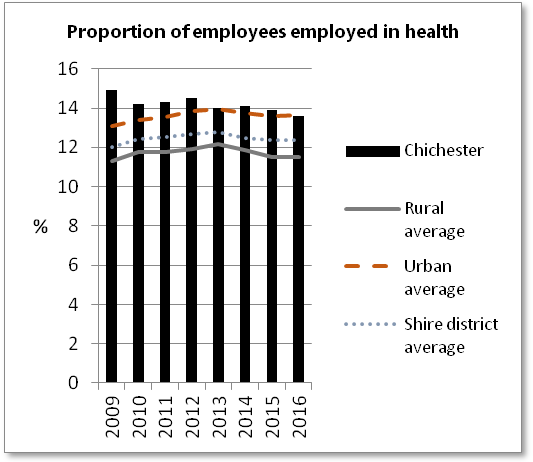 Proportion of employees employed in health
16
14
12
10
8
6
4
2
0
%
2009
2010
2011
2012
2013
2014
2015
2016
Chichester
Rural
average
Urban
average
Shire district
average